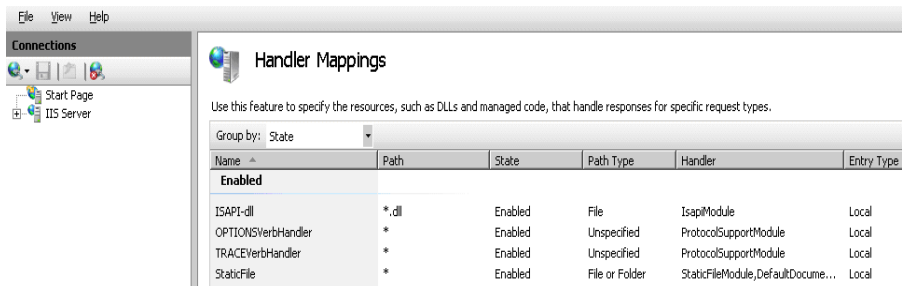 File View Help
Connections
Start Page
IIS Server
Handler Mappings
Use this feature to specify the resources, such as DLLs and managed code, that handle responses for specific request types.
Group by: State
Name Path State Path Type Handler Entry Type
Enabled
ISAPI-dll *.dll Enabled File IsapiModule Local
OPTIONSVerbHandler * Enabled Unspecified ProtocolSupportModule Local
TRACEVerbHandler * Enabled Unspecified ProtocolSupportModule Local
StaticFile * Enabled File or Folder StaticFileModule,DefaultDocume... Local